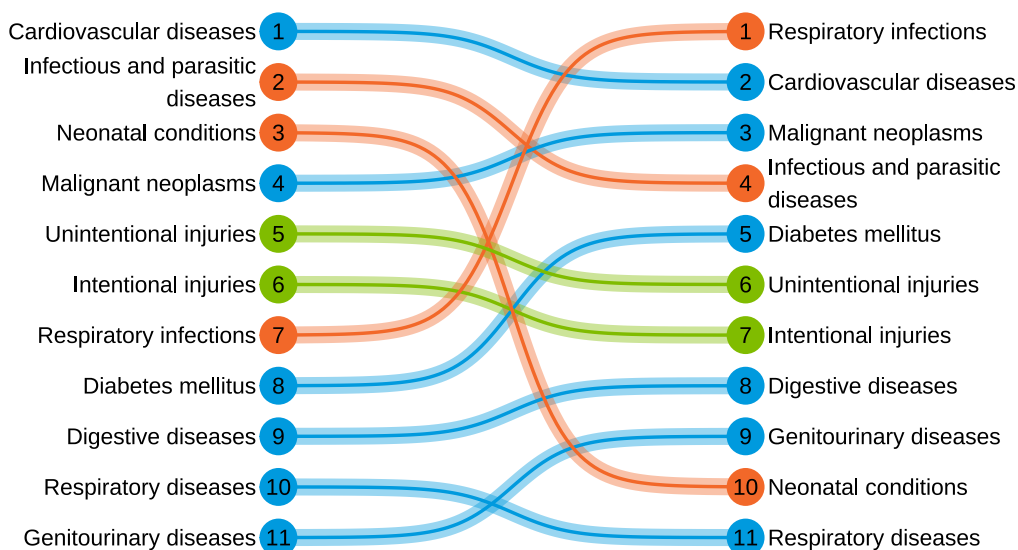 Cardiovascular diseases 1 1 Respiratory infections
Infectious and parasitic
diseases 2 2 Cardiovascular diseases
Neonatal conditions 3 3 Malignant neoplasms
Malignant neoplasms 4 4 Infectious and parasitic
diseases
Unintentional injuries 5 5 Diabetes mellitus
Intentional injuries 6 6 Unintentional injuries
Respiratory infections 7 7 Intentional injuries
Diabetes mellitus 8 8 Digestive diseases
Digestive diseases 9 9 Genitourinary diseases
Respiratory diseases 10 10 Neonatal conditions
Genitourinary diseases 11 11 Respiratory diseases